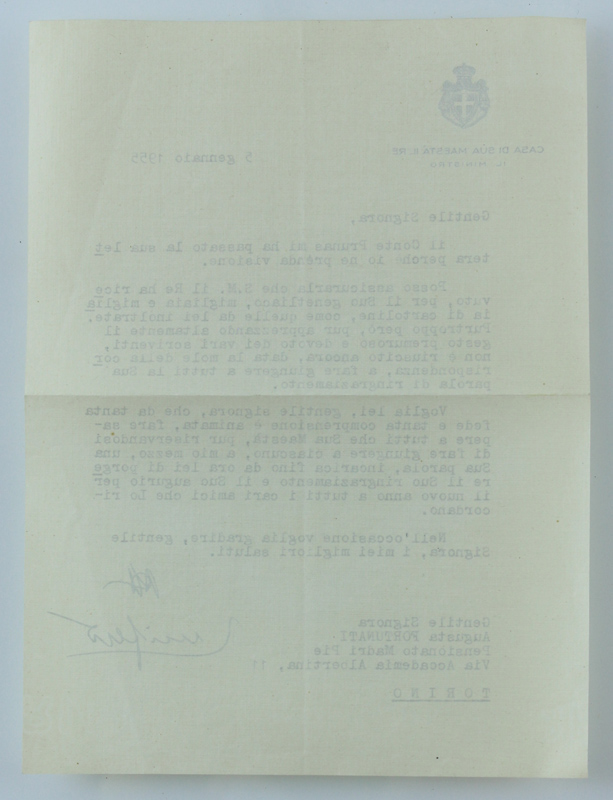 CASA DI SUA MAESTÀ IL RE
IL MINISTRO
5 gennaio 1955
Gentile Signora,
il Conte Prunas mi ha passato la sua let
tera perchè io ne prenda visione.
Posso assicurarLa che S.M. il Re ha rice
vuto, per il Suo genetliaco, migliaia e miglia
ia di cartoline, come quelle da lei inoltrate.
Purtroppo però, pur apprezzando altamente il
gesto premuroso e devoto dei vari scriventi,
non è riuscito ancora, data la mole della cor
rispondenza, a fare giungere a tutti la Sua
parola di ringraziamento.
Voglia lei, gentile signora, che da tanta
fede e tanta comprensione è animata, fare sa-
pere a tutti che Sua Maestà, pur riservandosi
di fare giungere a ciascuno, a mio mezzo, una
Sua parola, incarica fino da ora lei di porge
re il Suo ringraziamento e il Suo augurio per
il nuovo anno a tutti i cari amici che Lo ri-
cordano.
Nell'occasione voglia gradire, gentile
Signora, i miei migliori saluti.
Gentile Signora
Augusta FORTUNATI
Pensionato Madri Pie
Via Accademia Albertina, 11
TORINO